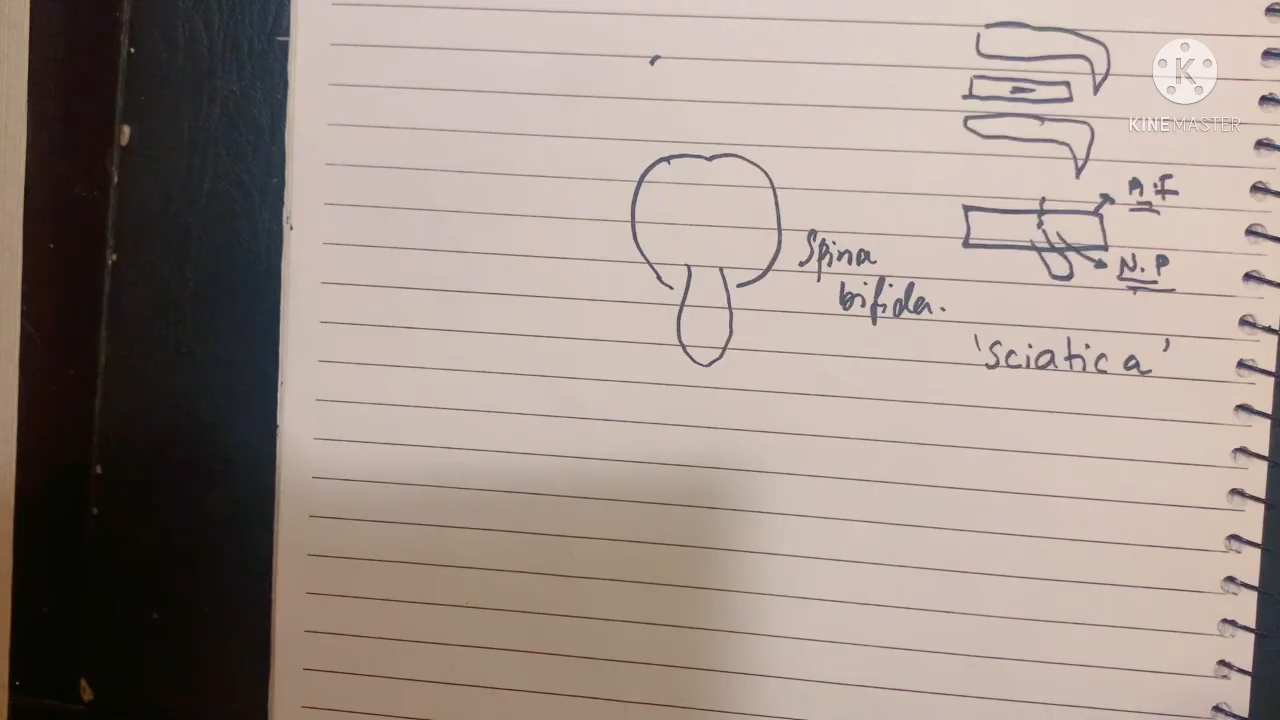 K
KINEMASTER
A.F
N.P
Spina
bifida.
'Sciatica'